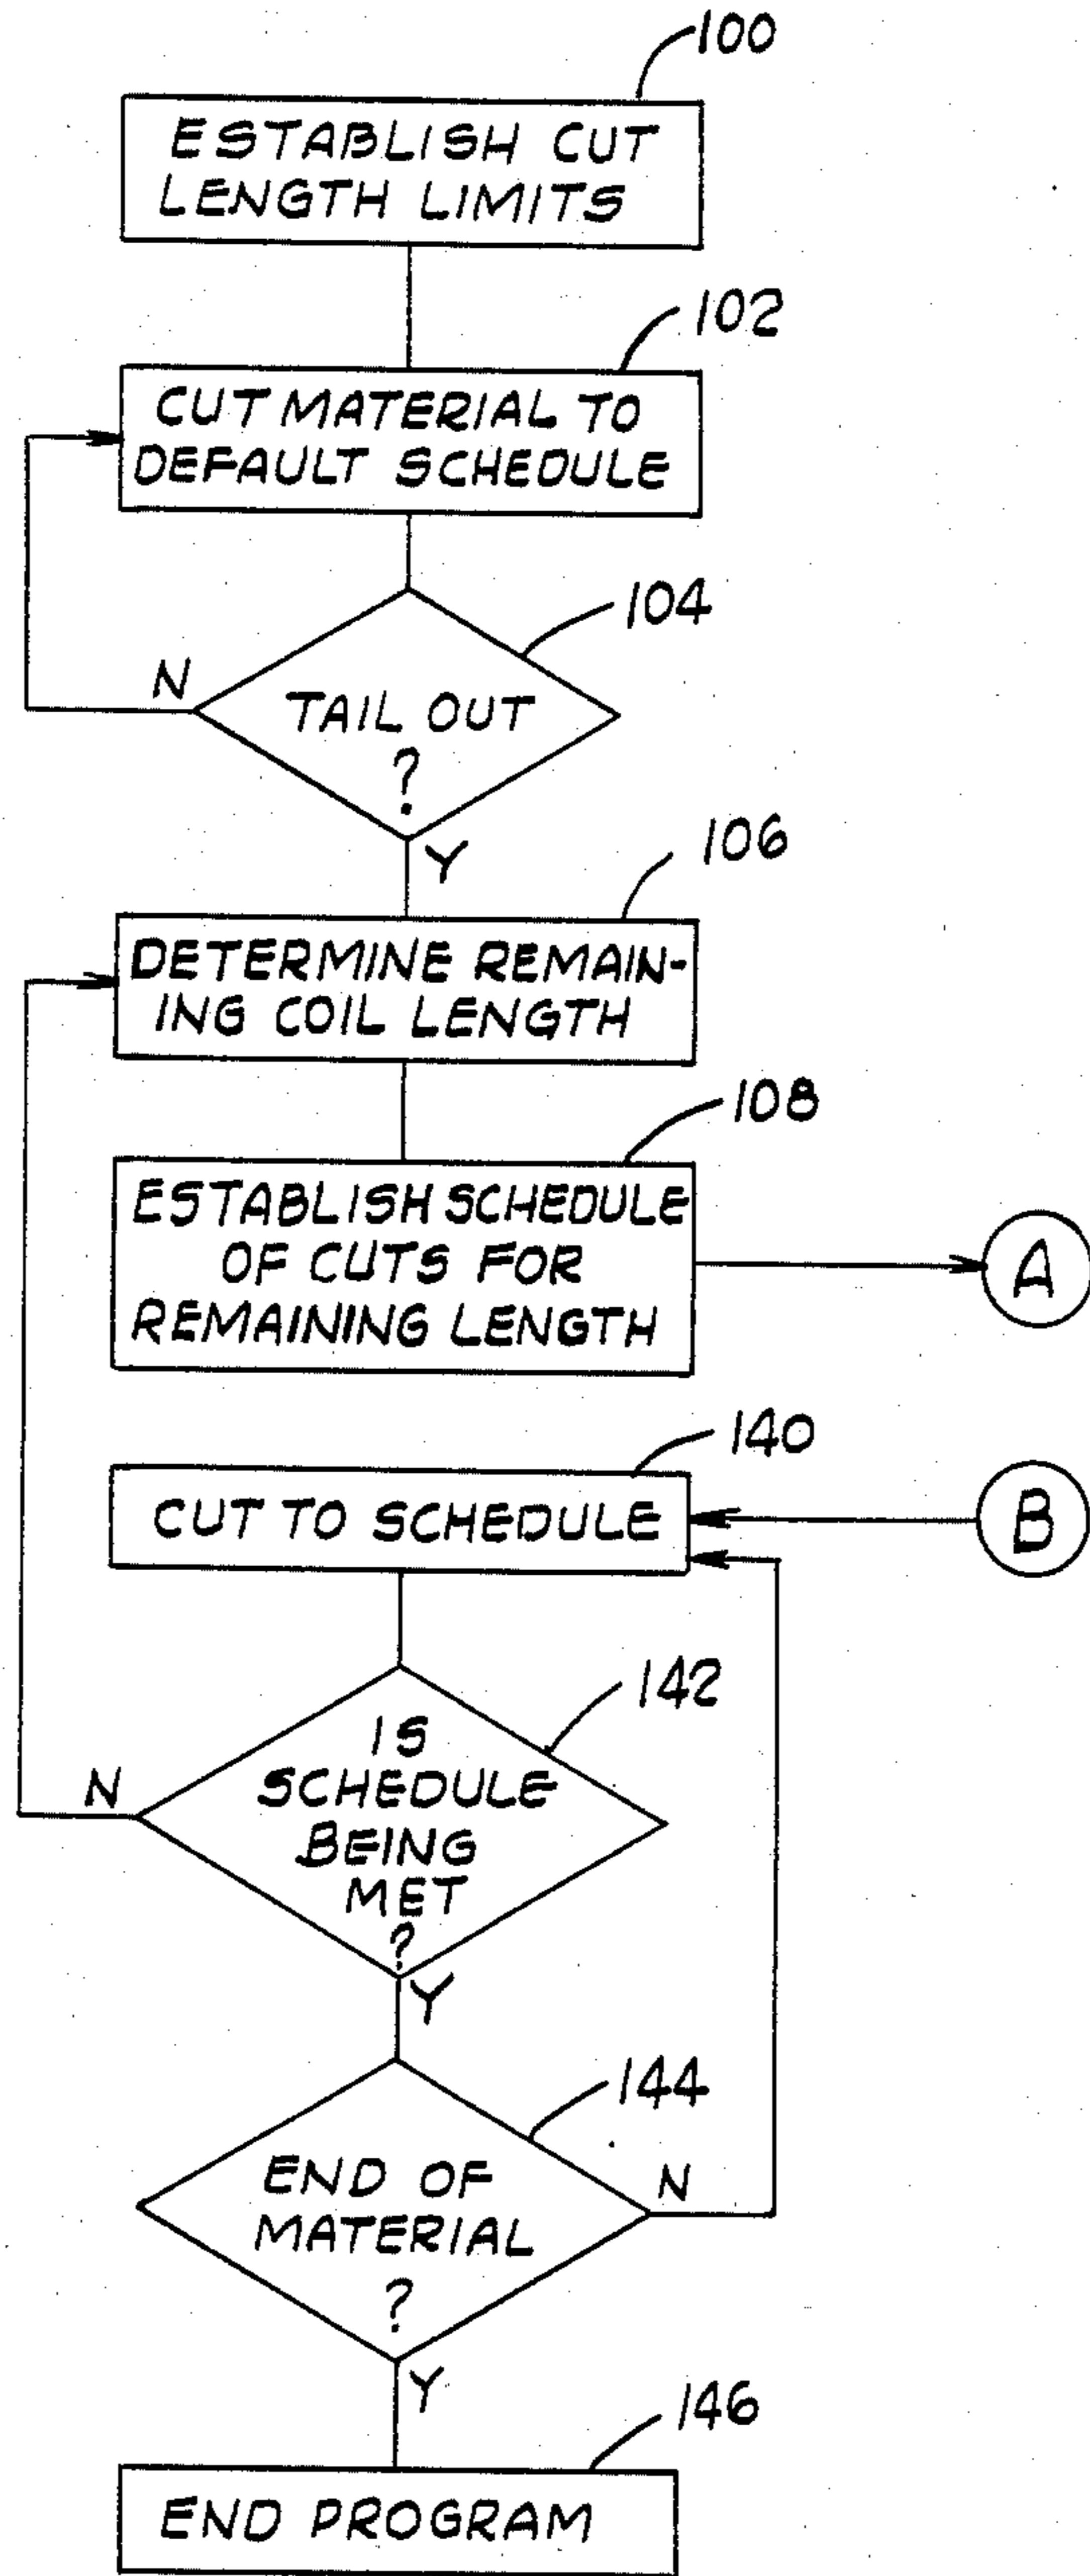 100
ESTABLISH CUT
LENGTH LIMITS
102
CUT MATERIAL TO
DEFAULT SCHEDULE
104
N
TAIL OUT
?
Y
106
DETERMINE REMAIN-
ING COIL LENGTH
108
ESTABLISH SCHEDULE
OF CUTS FOR
REMAINING LENGTH
A
140
CUT TO SCHEDULE
B
142
IS
SCHEDULE
BEING
MET
?
N
Y
144
END OF
MATERIAL
?
N
Y
146
END PROGRAM